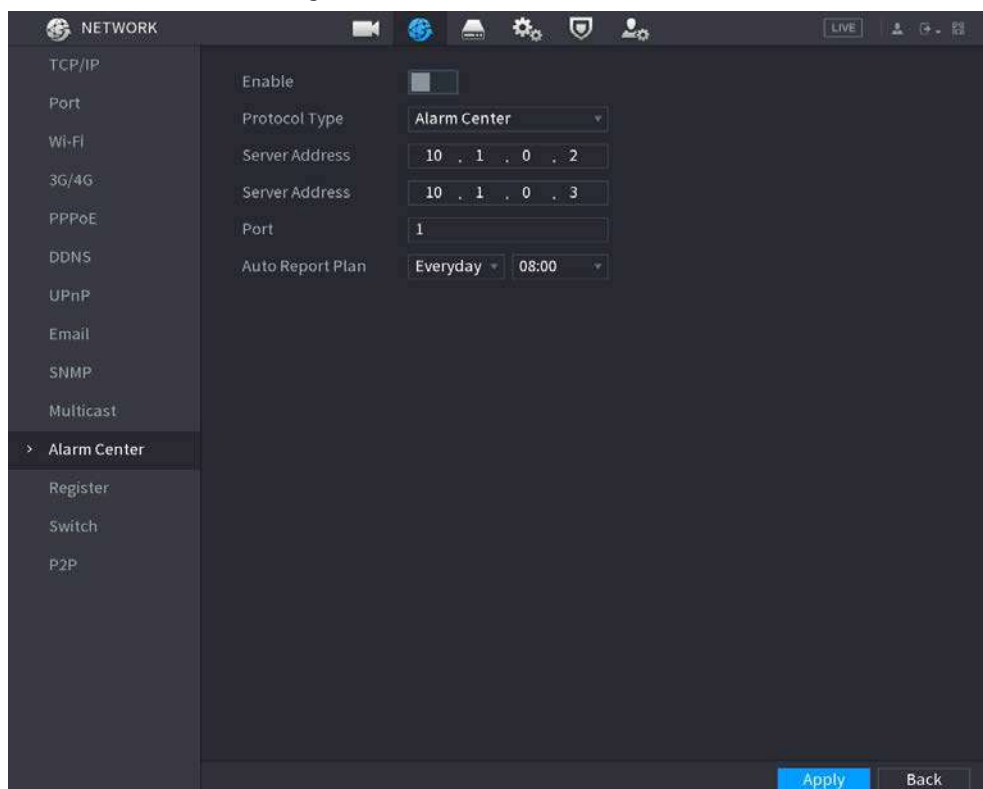 NETWORK
LIVE
TCP/IP
Port
Wi-Fi
3G/4G
PPPoE
DDNS
UPnP
Email
SNMP
Multicast
> Alarm Center
Register
Switch
P2P
Enable
Protocol Type Alarm Center
Server Address 10 . 1 . 0 . 2
Server Address 10 . 1 . 0 . 3
Port 1
Auto Report Plan Everyday 08:00
Apply Back